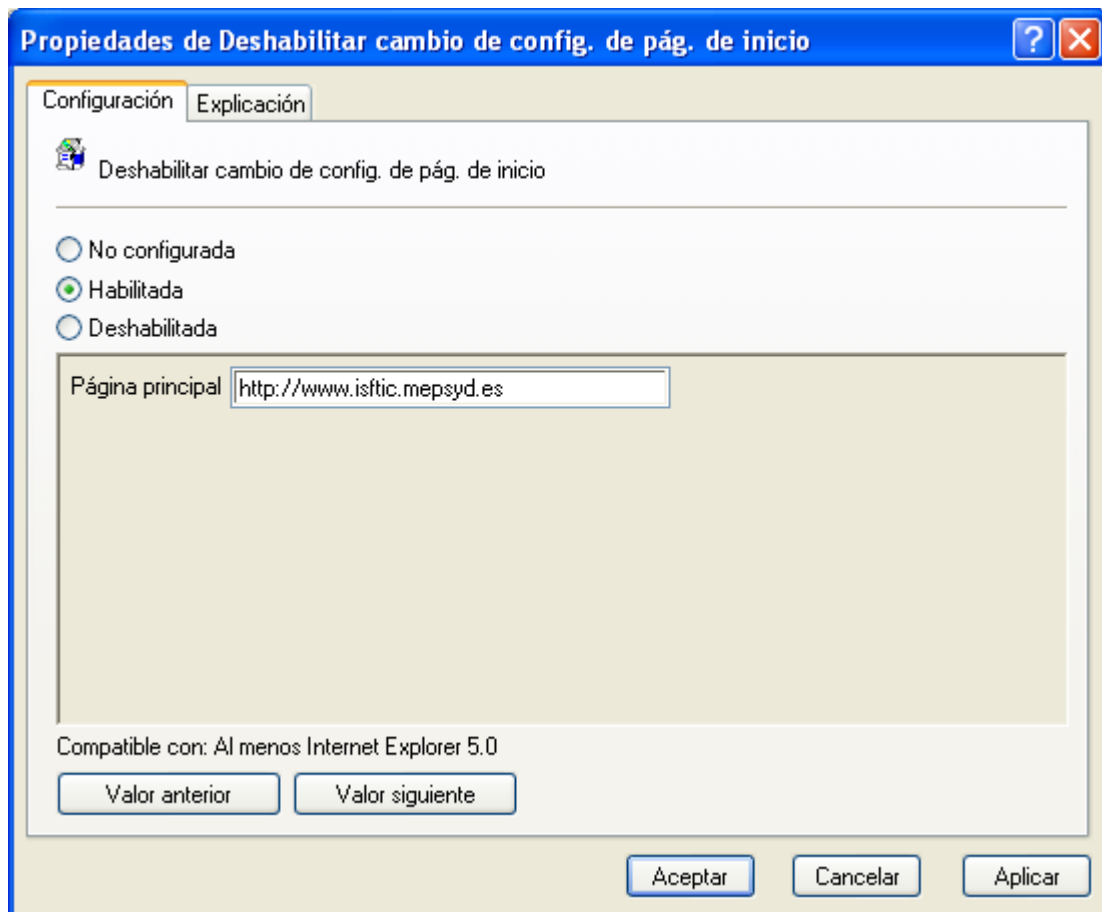 Propiedades de Deshabilitar cambio de config. de pág. de inicio
Configuración
Explicación
Deshabilitar cambio de config. de pág. de inicio
No configurada
Habilitada
Deshabilitada
Página principal http://www.isftic.mepsyd.es
Compatible con: Al menos Internet Explorer 5.0
Valor anterior
Valor siguiente
Aceptar
Cancelar
Aplicar